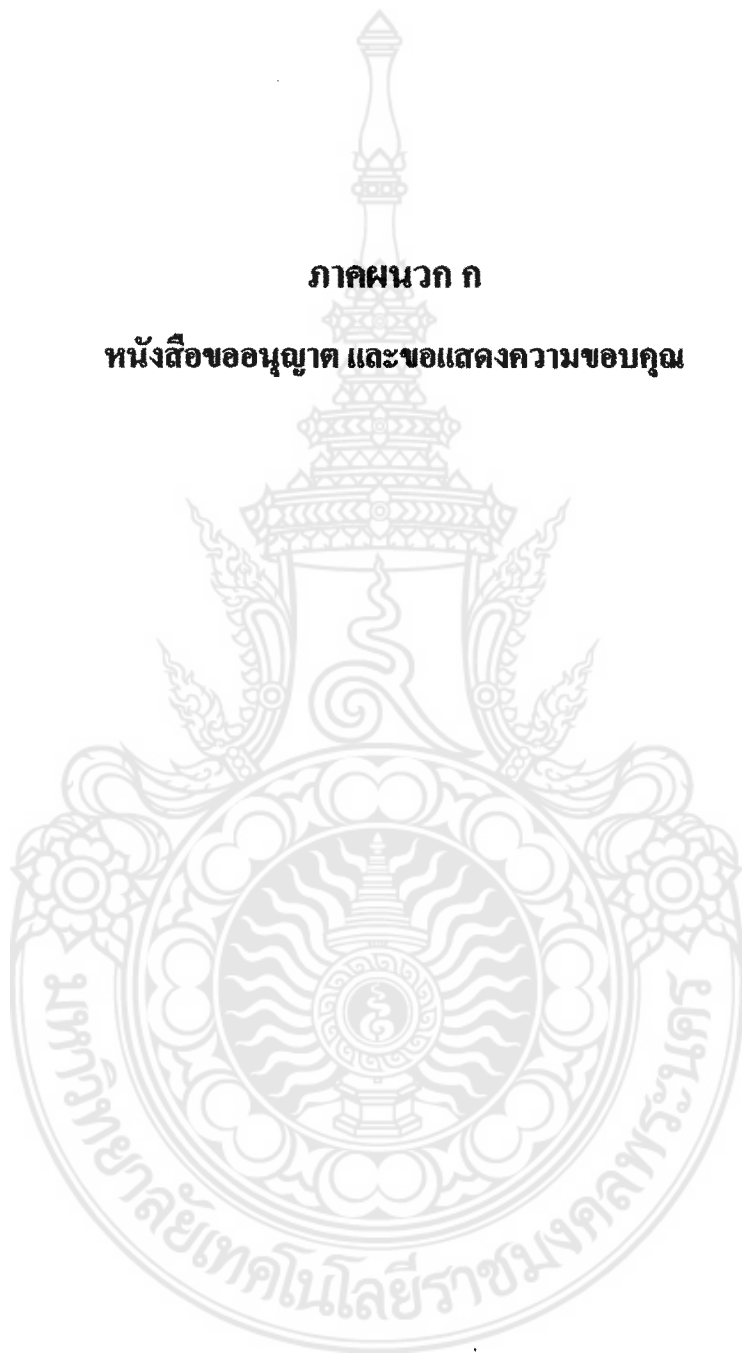 ภาคผนวก ก
หนังสือขออนุญาต และขอแสดงความขอบคุณ
มหาวิทยาลัยเทคโนโลยีราชมงคลพระนคร